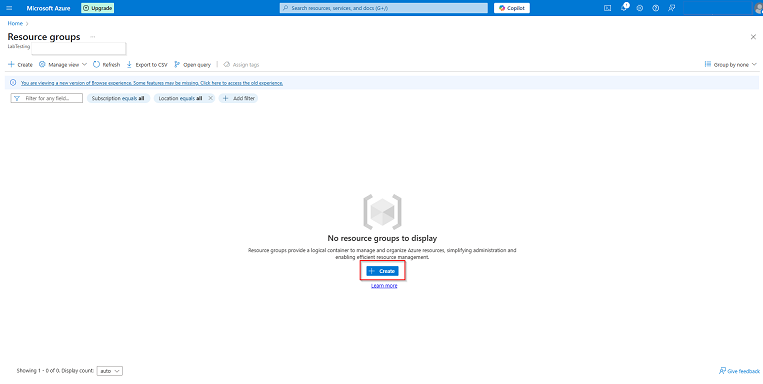 Microsoft Azure
Upgrade
Search resources, services, and docs (G+/)
Copilot
1
Home
Resource groups
LabTesting
Create
Manage view
Refresh
Export to CSV
Open query
Assign tags
Group by none
You are viewing a new version of Browse experience. Some features may be missing. Click here to access the old experience.
Filter for any field...
Subscription equals all
Location equals all
Add filter
No resource groups to display
Resource groups provide a logical container to manage and organize Azure resources, simplifying administration and
enabling efficient resource management.
Create
Learn more
Showing 1 - 0 of 0. Display count:
auto
Give feedback